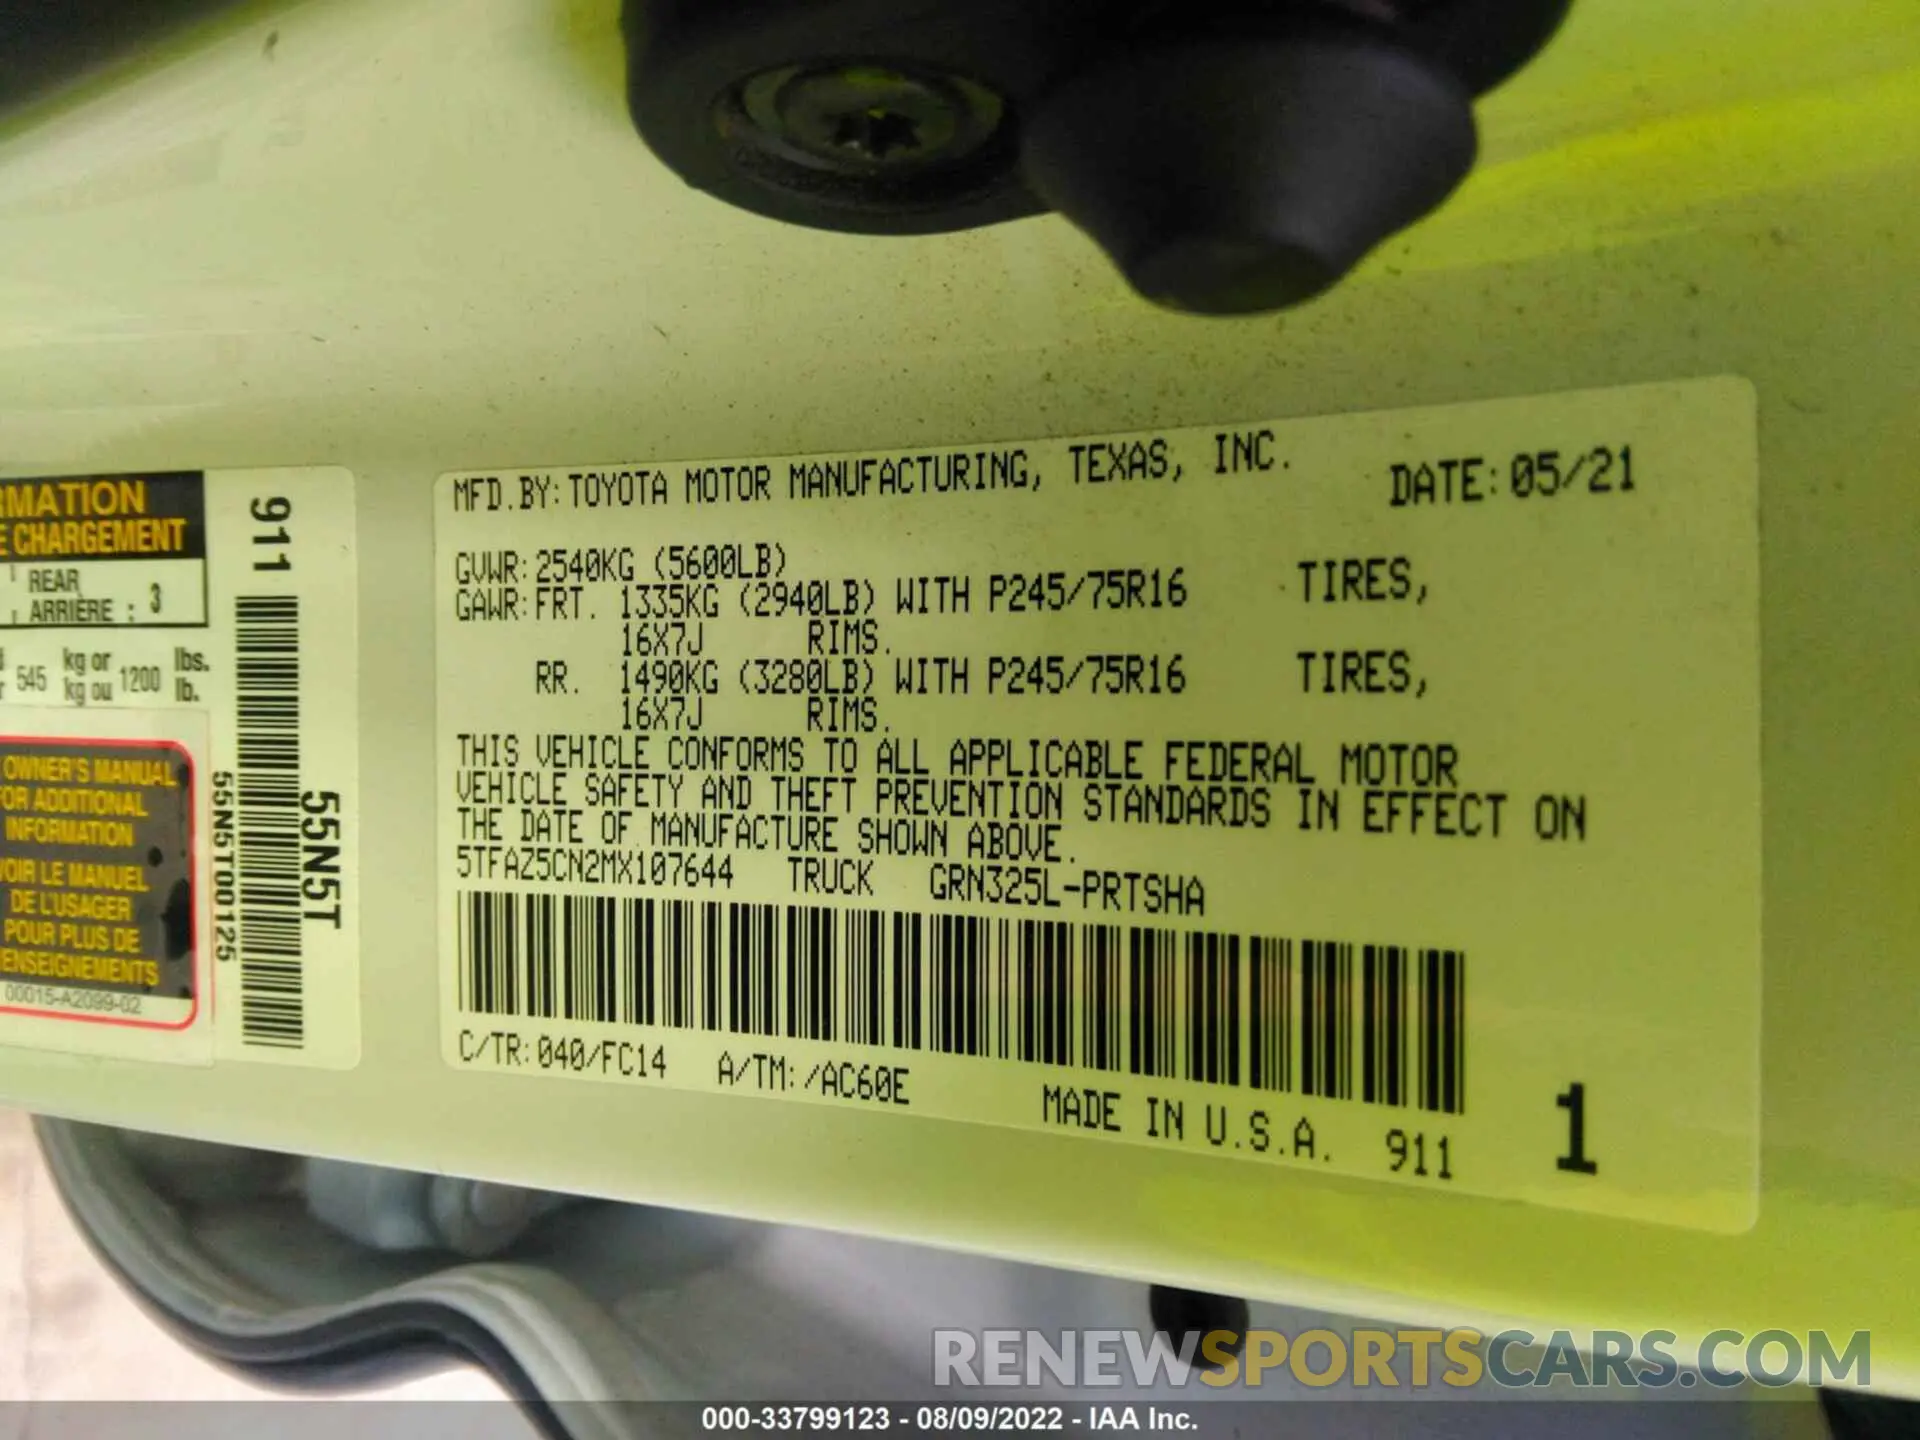 RMATION
E CHARGEMENT
REAR
ARRIÈRE : 3
545 kg or 1200 lbs.
kg ou lb.
OWNER'S MANUAL
FOR ADDITIONAL
INFORMATION
VOIR LE MANUEL
DE L'USAGER
POUR PLUS DE
ENSEIGNEMENTS
00015-A2099-02
911
55N5T
55N5T00125
MFD.BY:TOYOTA MOTOR MANUFACTURING, TEXAS, INC. DATE:05/21
GVWR:2540KG (5600LB)
GAWR:FRT. 1335KG (2940LB) WITH P245/75R16 TIRES,
16X7J RIMS.
RR. 1490KG (3280LB) WITH P245/75R16 TIRES,
16X7J RIMS.
THIS VEHICLE CONFORMS TO ALL APPLICABLE FEDERAL MOTOR
VEHICLE SAFETY AND THEFT PREVENTION STANDARDS IN EFFECT ON
THE DATE OF MANUFACTURE SHOWN ABOVE.
5TFAZ5CN2MX107644 TRUCK GRN325L-PRTSHA
C/TR:040/FC14 A/TM:/AC60E MADE IN U.S.A. 911 1
RENEWSPORTSCARS.COM
000-33799123 - 08/09/2022 - IAA Inc.